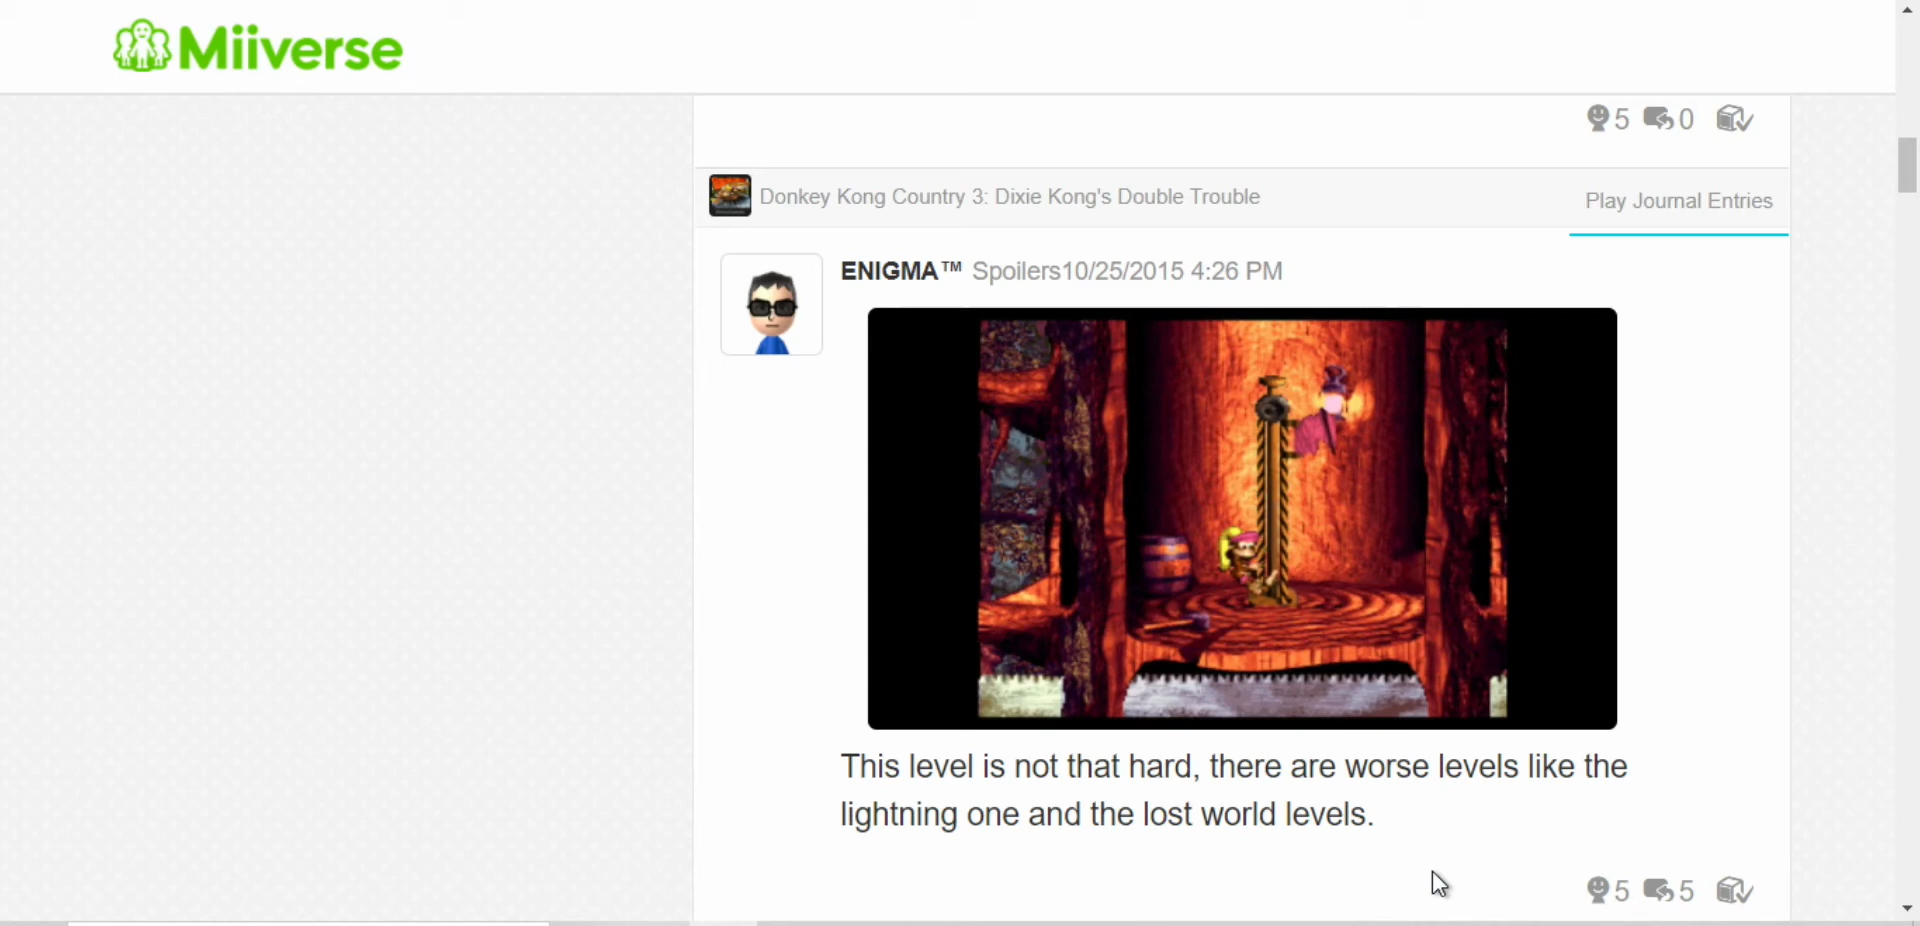 Miiverse
5 0
Donkey Kong Country 3: Dixie Kong's Double Trouble
Play Journal Entries
ENIGMA™ Spoilers10/25/2015 4:26 PM
This level is not that hard, there are worse levels like the
lightning one and the lost world levels.
5 5